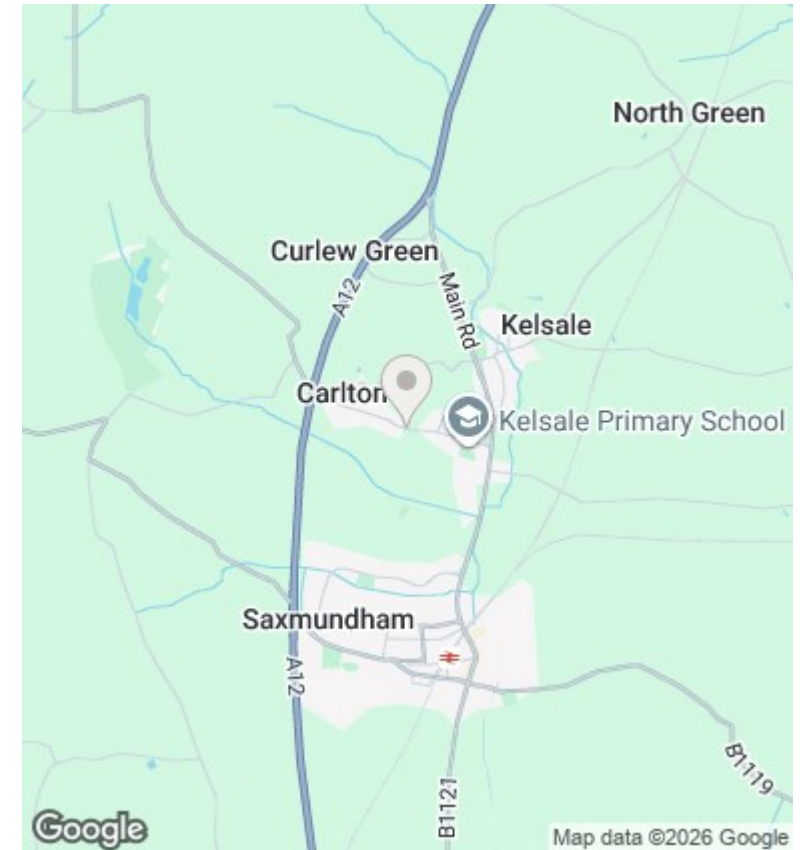 North Green
Curlew Green
A12
Main Rd
Kelsale
Carlton
Kelsale Primary School
Saxmundham
A12
B1121
B1119
Google
Map data ©2026 Google